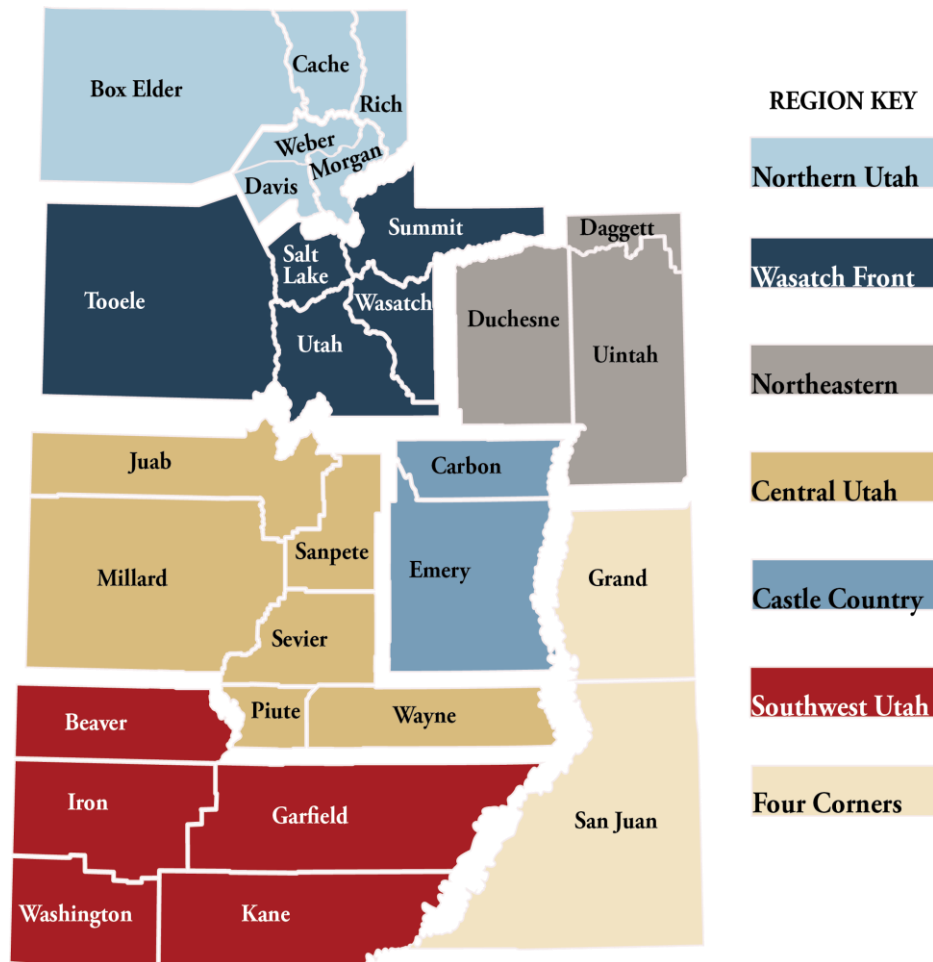 Box Elder
Cache
Rich
Weber
Morgan
Davis
Summit
Salt
Lake
Tooele
Wasatch
Utah
Daggett
Duchesne
Uintah
Juab
Carbon
Millard
Sanpete
Emery
Grand
Sevier
Beaver
Piute
Wayne
Iron
Garfield
San Juan
Washington
Kane
REGION KEY
Northern Utah
Wasatch Front
Northeastern
Central Utah
Castle Country
Southwest Utah
Four Corners